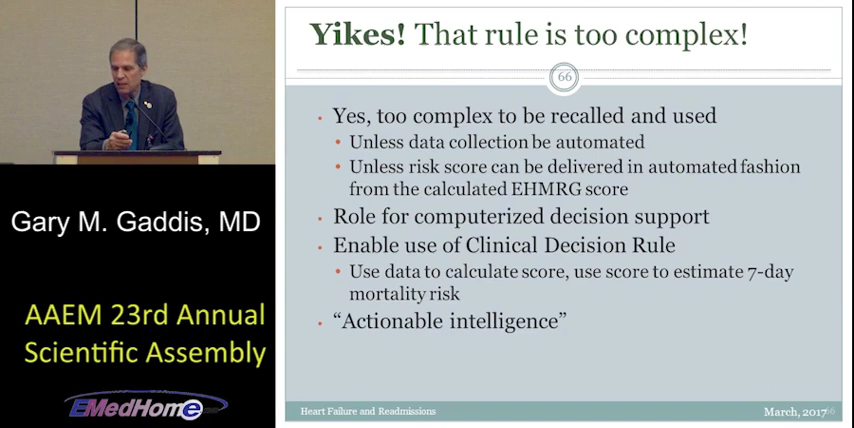 Gary M. Gaddis, MD
AAEM 23rd Annual
Scientific Assembly
EMedHome
Yikes! That rule is too complex!
66
• Yes, too complex to be recalled and used
• Unless data collection be automated
• Unless risk score can be delivered in automated fashion
from the calculated EHMRG score
• Role for computerized decision support
• Enable use of Clinical Decision Rule
• Use data to calculate score, use score to estimate 7-day
mortality risk
• “Actionable intelligence”
Heart Failure and Readmissions
March, 201766